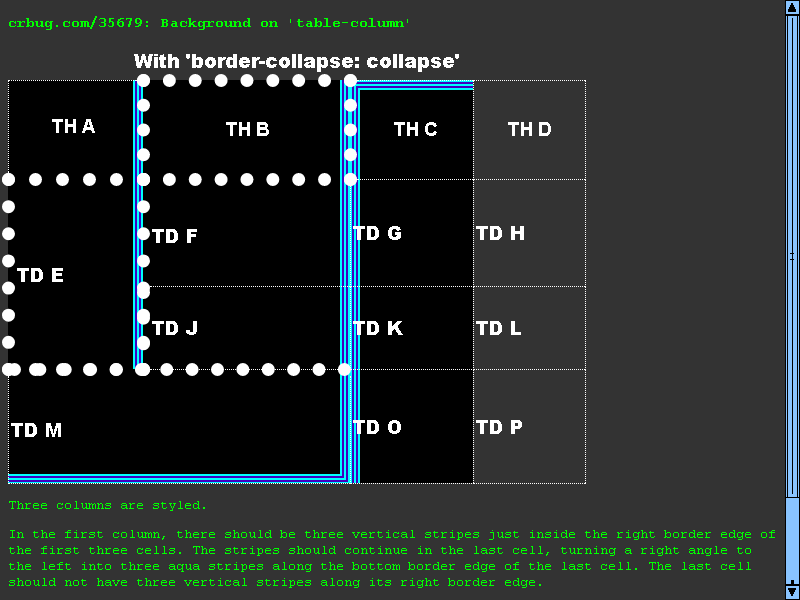 crbug.com/35679: Background on 'table-column'
With 'border-collapse: collapse'
TH A TH B TH C TH D
TD E TD F TD G TD H
TD J TD K TD L
TD M TD O TD P
Three columns are styled.
In the first column, there should be three vertical stripes just inside the right border edge of
the first three cells. The stripes should continue in the last cell, turning a right angle to
the left into three aqua stripes along the bottom border edge of the last cell. The last cell
should not have three vertical stripes along its right border edge.